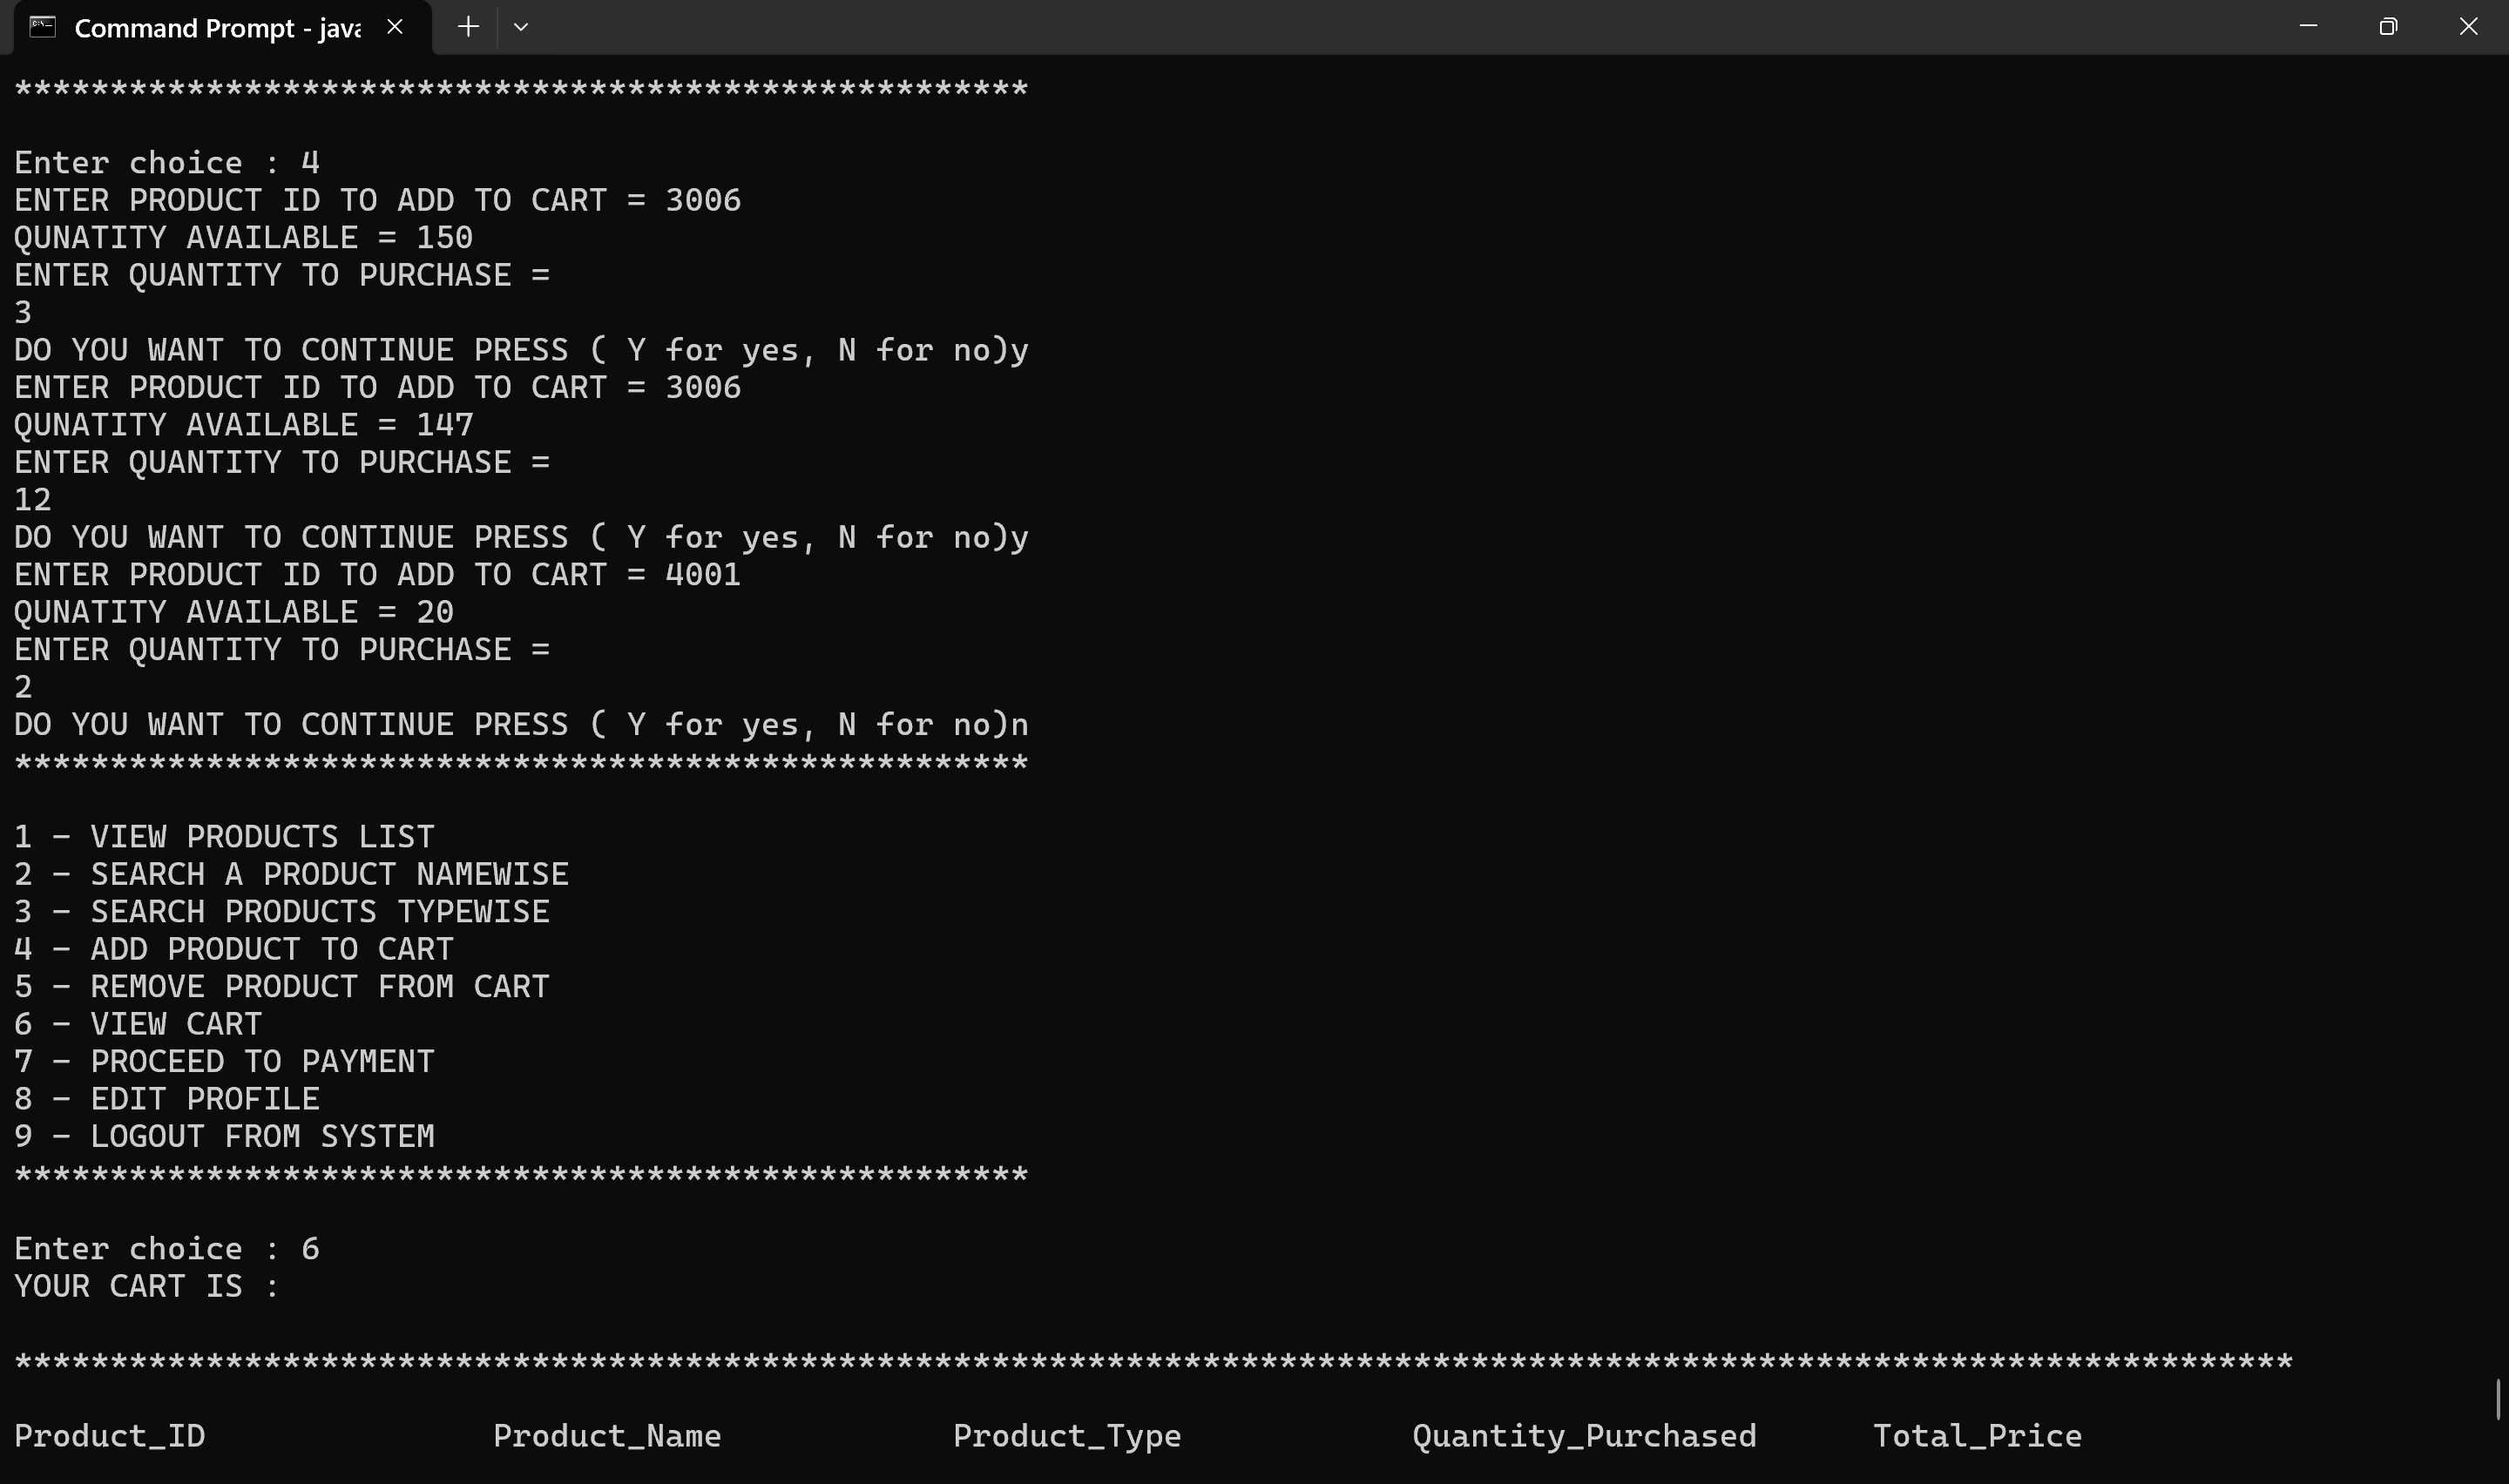 Command Prompt - java
*****************************************************
Enter choice : 4
ENTER PRODUCT ID TO ADD TO CART = 3006
QUNATITY AVAILABLE = 150
ENTER QUANTITY TO PURCHASE =
3
DO YOU WANT TO CONTINUE PRESS ( Y for yes, N for no)y
ENTER PRODUCT ID TO ADD TO CART = 3006
QUNATITY AVAILABLE = 147
ENTER QUANTITY TO PURCHASE =
12
DO YOU WANT TO CONTINUE PRESS ( Y for yes, N for no)y
ENTER PRODUCT ID TO ADD TO CART = 4001
QUNATITY AVAILABLE = 20
ENTER QUANTITY TO PURCHASE =
2
DO YOU WANT TO CONTINUE PRESS ( Y for yes, N for no)n
*****************************************************
1 - VIEW PRODUCTS LIST
2 - SEARCH A PRODUCT NAMEWISE
3 - SEARCH PRODUCTS TYPEWISE
4 - ADD PRODUCT TO CART
5 - REMOVE PRODUCT FROM CART
6 - VIEW CART
7 - PROCEED TO PAYMENT
8 - EDIT PROFILE
9 - LOGOUT FROM SYSTEM
*****************************************************
Enter choice : 6
YOUR CART IS :
***********************************************************************************************************************
Product_ID Product_Name Product_Type Quantity_Purchased Total_Price